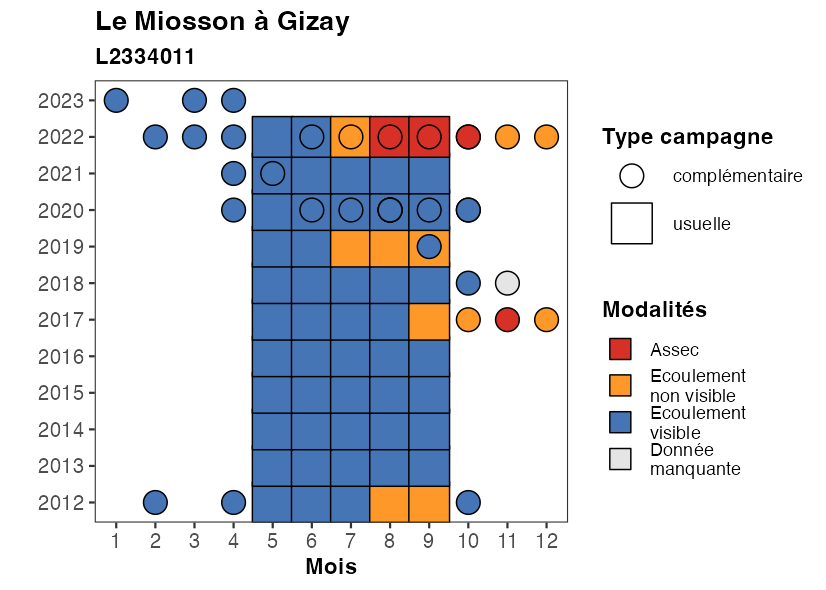 Le Miosson à Gizay
L2334011
2023
2022
2021
2020
2019
2018
2017
2016
2015
2014
2013
2012
1 2 3 4 5 6 7 8 9 10 11 12
Mois
Type campagne
complémentaire
usuelle
Modalités
Assec
Ecoulement
non visible
Ecoulement
visible
Donnée
manquante